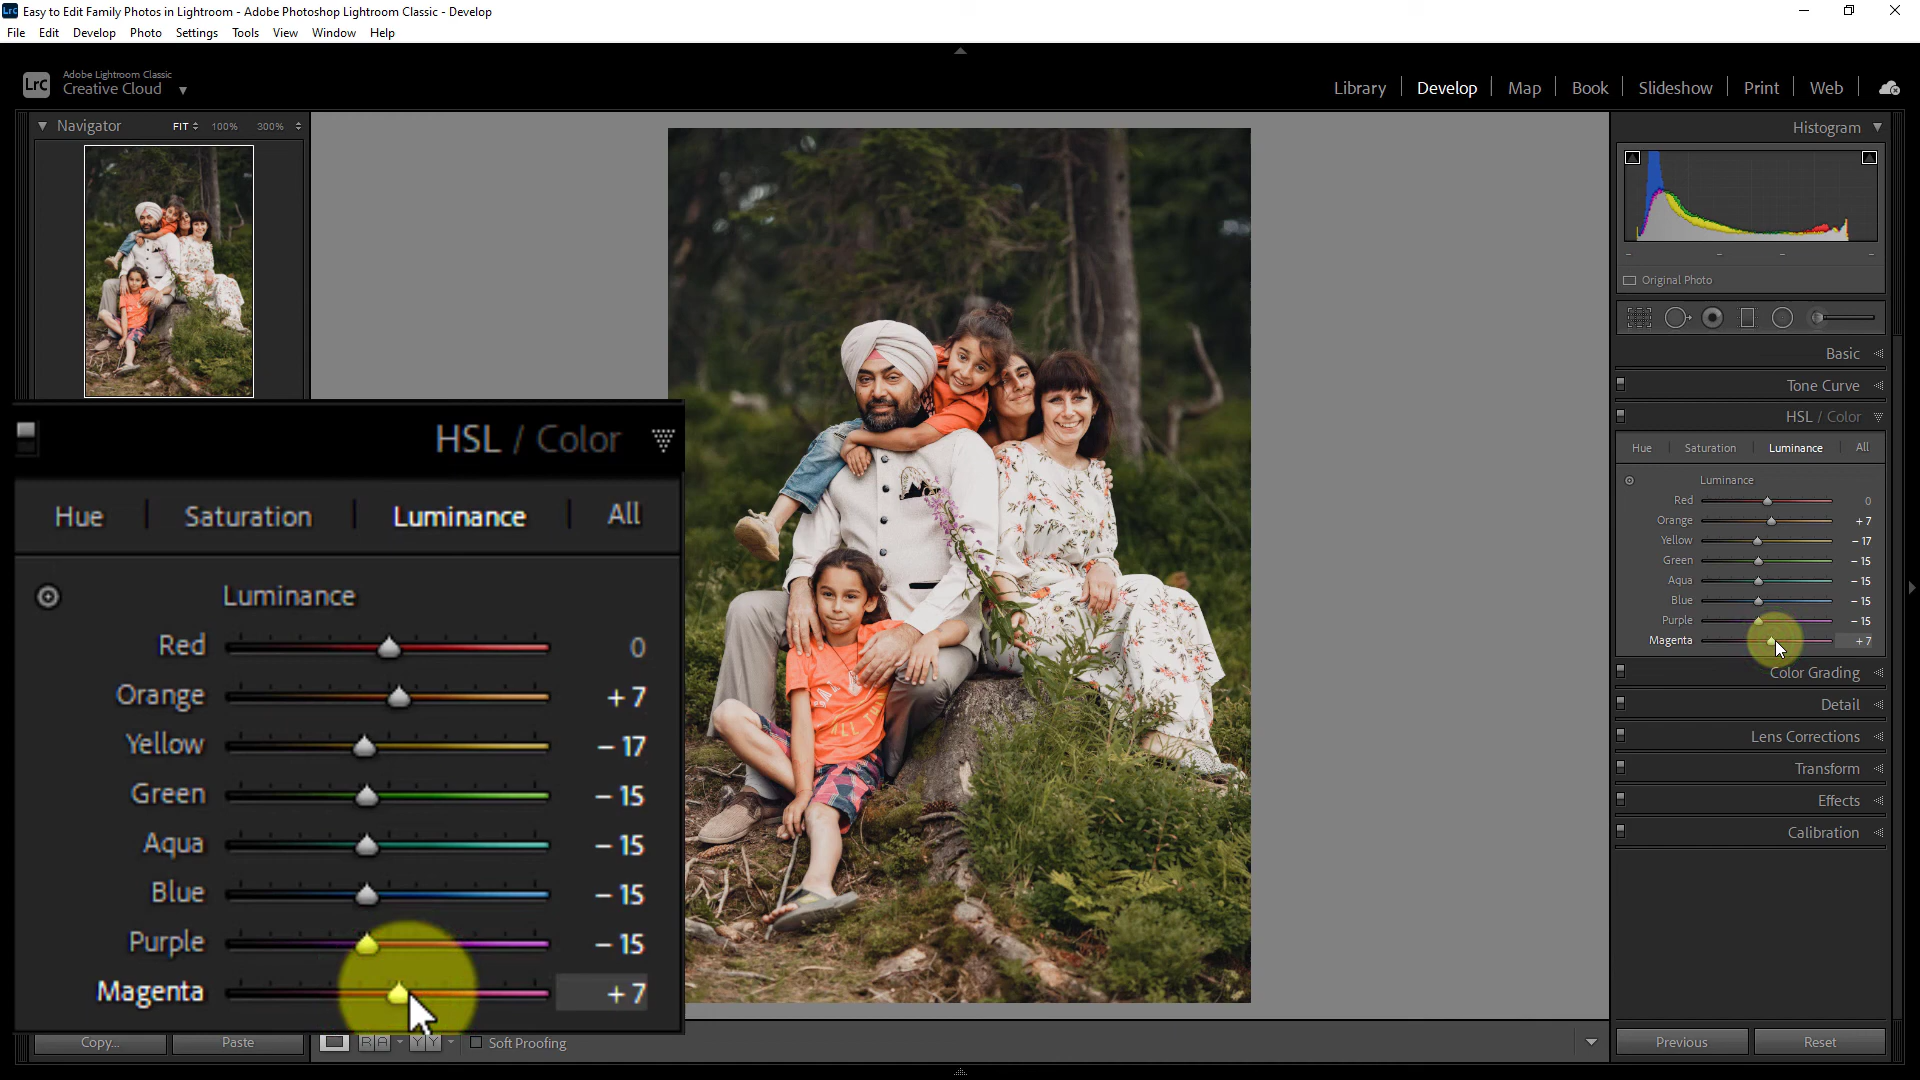 Easy to Edit Family Photos in Lightroom - Adobe Photoshop Lightroom Classic - Develop
File Edit Develop Photo Settings Tools View Window Help
Lrc Adobe Lightroom Classic
Creative Cloud
Library Develop Map Book Slideshow Print Web
Navigator FIT 100% 300%
Histogram
Original Photo
Basic
Tone Curve
HSL / Color
Hue Saturation Luminance All
Luminance
Red 0
Orange +7
Yellow -17
Green -15
Aqua -15
Blue -15
Purple -15
Magenta +7
Color Grading
Detail
Lens Corrections
Transform
Effects
Calibration
HSL / Color
Hue Saturation Luminance All
Luminance
Red 0
Orange +7
Yellow -17
Green -15
Aqua -15
Blue -15
Purple -15
Magenta +7
Copy... Paste RA YY Soft Proofing Previous Reset